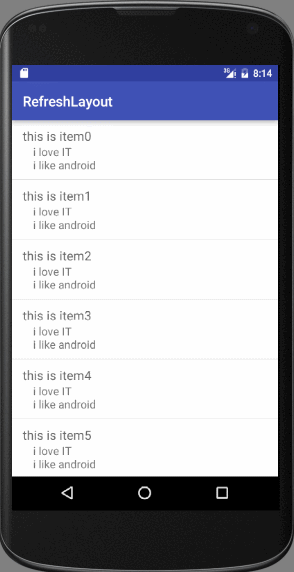 3G 8:14
RefreshLayout
this is item0
i love IT
i like android
this is item1
i love IT
i like android
this is item2
i love IT
i like android
this is item3
i love IT
i like android
this is item4
i love IT
i like android
this is item5
i love IT
i like android